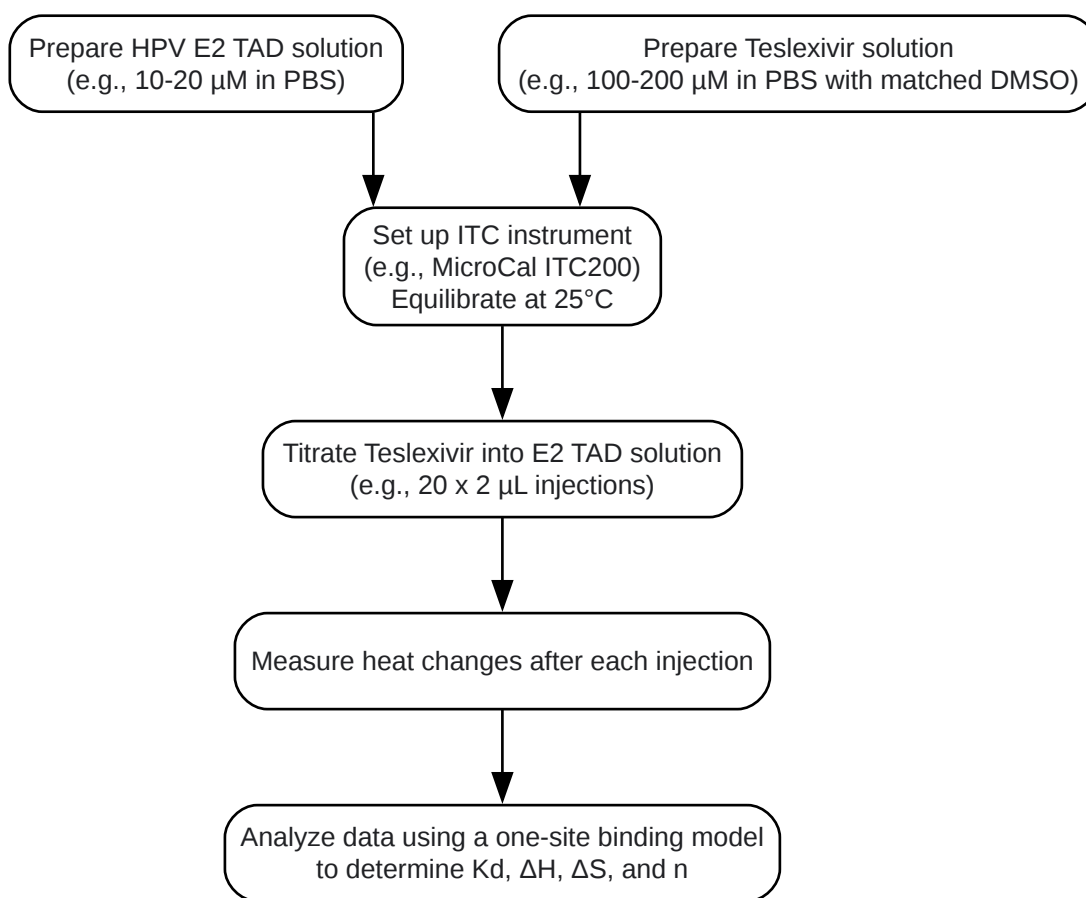 Prepare HPV E2 TAD solution
(e.g., 10-20 µM in PBS)
Prepare Teslexivir solution
(e.g., 100-200 µM in PBS with matched DMSO)
Set up ITC instrument
(e.g., MicroCal ITC200)
Equilibrate at 25°C
Titrate Teslexivir into E2 TAD solution
(e.g., 20 x 2 µL injections)
Measure heat changes after each injection
Analyze data using a one-site binding model
to determine Kd, ΔH, ΔS, and n